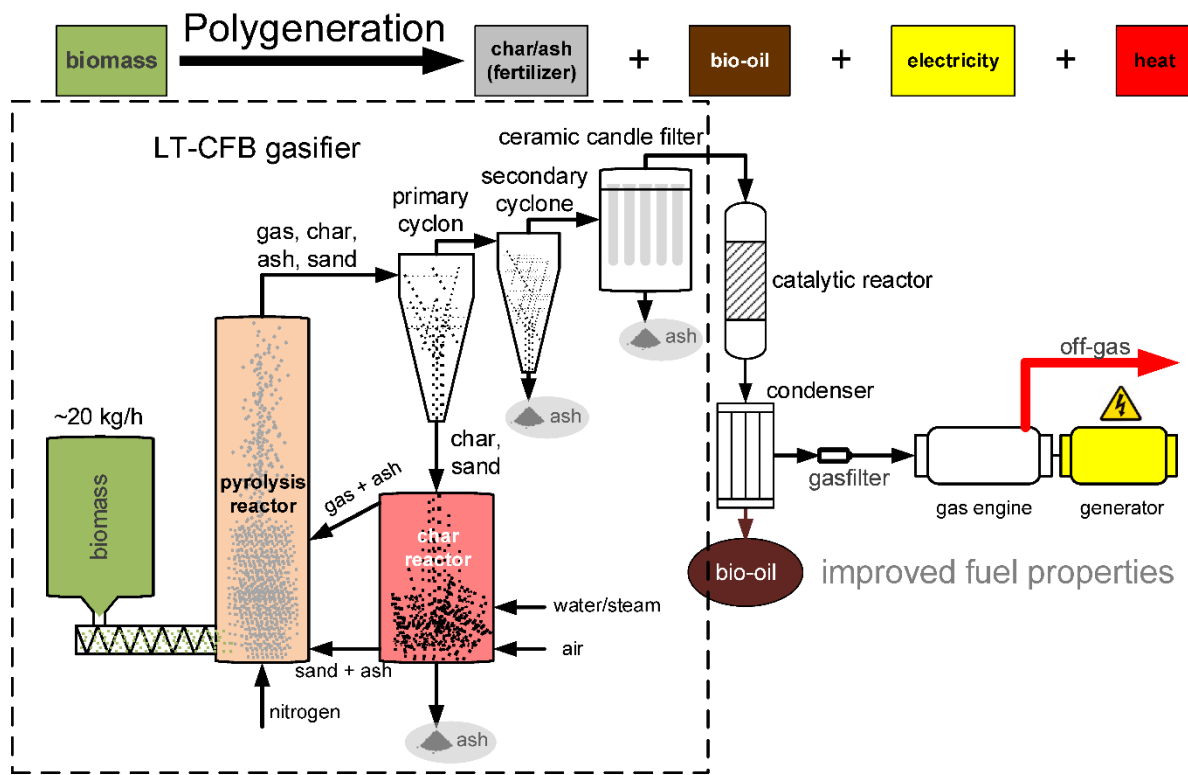 Polygeneration
biomass
char/ash
(fertilizer)
+
bio-oil
+
electricity
+
heat
LT-CFB gasifier
ceramic candle filter
primary
cyclon
secondary
cyclone
gas, char,
ash, sand
catalytic reactor
ash
off-gas
condenser
~20 kg/h
ash
char,
sand
biomass
pyrolysis
reactor
gas + ash
gasfilter
gas engine
generator
char
reactor
bio-oil
improved fuel properties
water/steam
air
sand + ash
nitrogen
ash